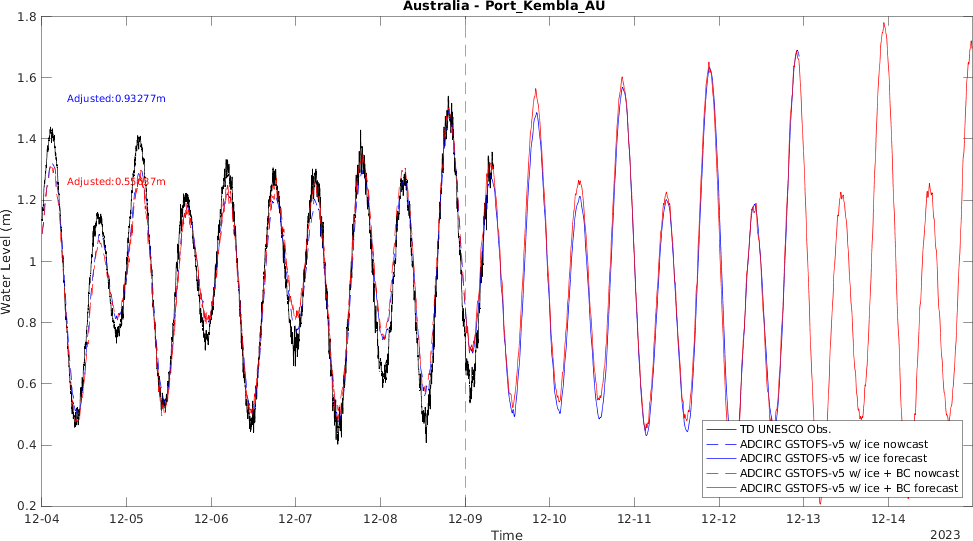 Australia - Port_Kembla_AU
1.8
1.6
1.4
1.2
1
0.8
0.6
0.4
0.2
Water Level (m)
Adjusted:0.93277m
TD UNESCO Obs.
ADCIRC GSTOFS-v5 w/ ice nowcast
ADCIRC GSTOFS-v5 w/ ice forecast
ADCIRC GSTOFS-v5 w/ ice + BC nowcast
ADCIRC GSTOFS-v5 w/ ice + BC forecast
12-04 12-05 12-06 12-07 12-08 12-09 12-10 12-11 12-12 12-13 12-14
Time
2023